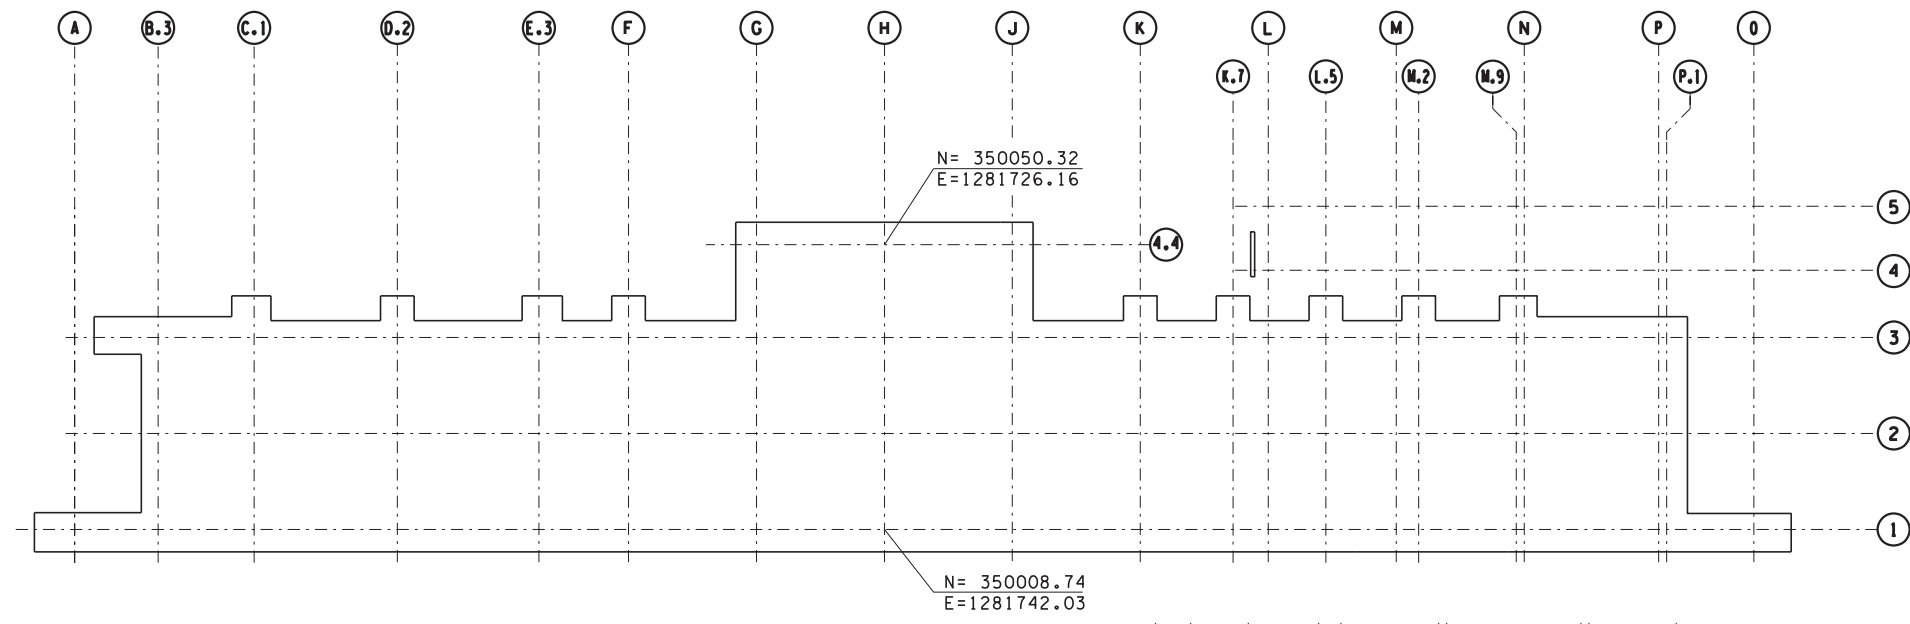 A B.3 C.1 D.2 E.3 F G H J K L M N P O
K.7 L.5 M.2 M.9 P.1
N= 350050.32
E=1281726.16
5
4.4
4
3
2
1
N= 350008.74
E=1281742.03